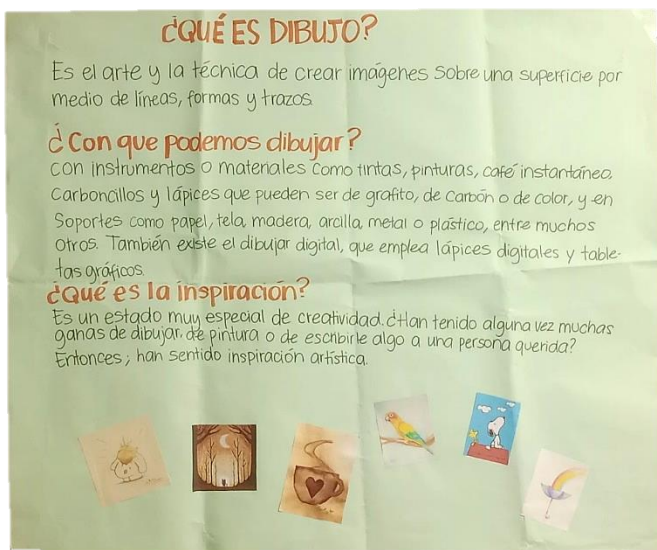 ¿QUÉ ES DIBUJO?
Es el arte y la técnica de crear imágenes sobre una superficie por
medio de líneas, formas y trazos.
¿Con que podemos dibujar?
con instrumentos o materiales como tintas, pinturas, café instantáneo,
Carboncillos y lápices que pueden ser de grafito, de carbón o de color, y en
Soportes como papel, tela, madera, arcilla, metal o plástico, entre muchos
otros. También existe el dibujar digital, que emplea lápices digitales y table-
tas gráficos.
¿Qué es la inspiración?
Es un estado muy especial de creatividad. ¿Han tenido alguna vez muchas
ganas de dibujar, de pintura o de escribirle algo a una persona querida?
Entonces; han sentido inspiración artística.